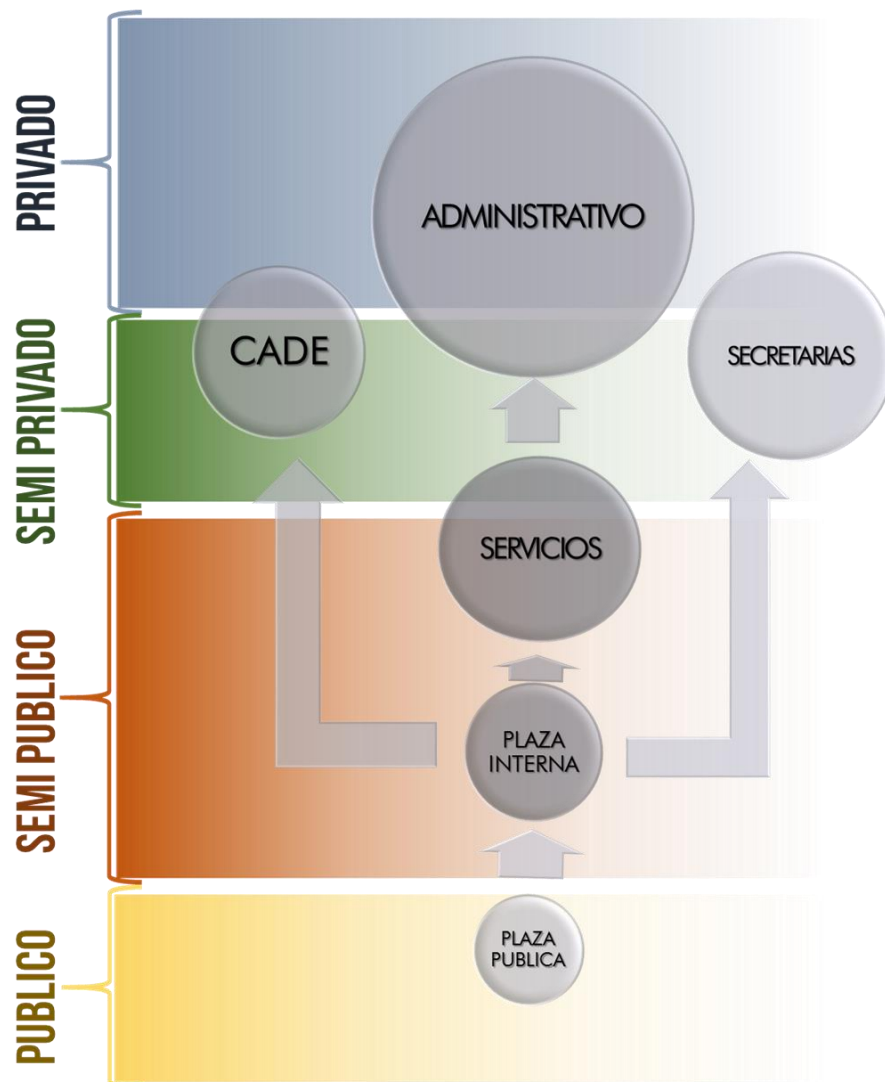 PRIVADO
ADMINISTRATIVO
SEMI PRIVADO
CADE
SECRETARIAS
SEMI PUBLICO
SERVICIOS
PLAZA
INTERNA
PUBLICO
PLAZA
PUBLICA